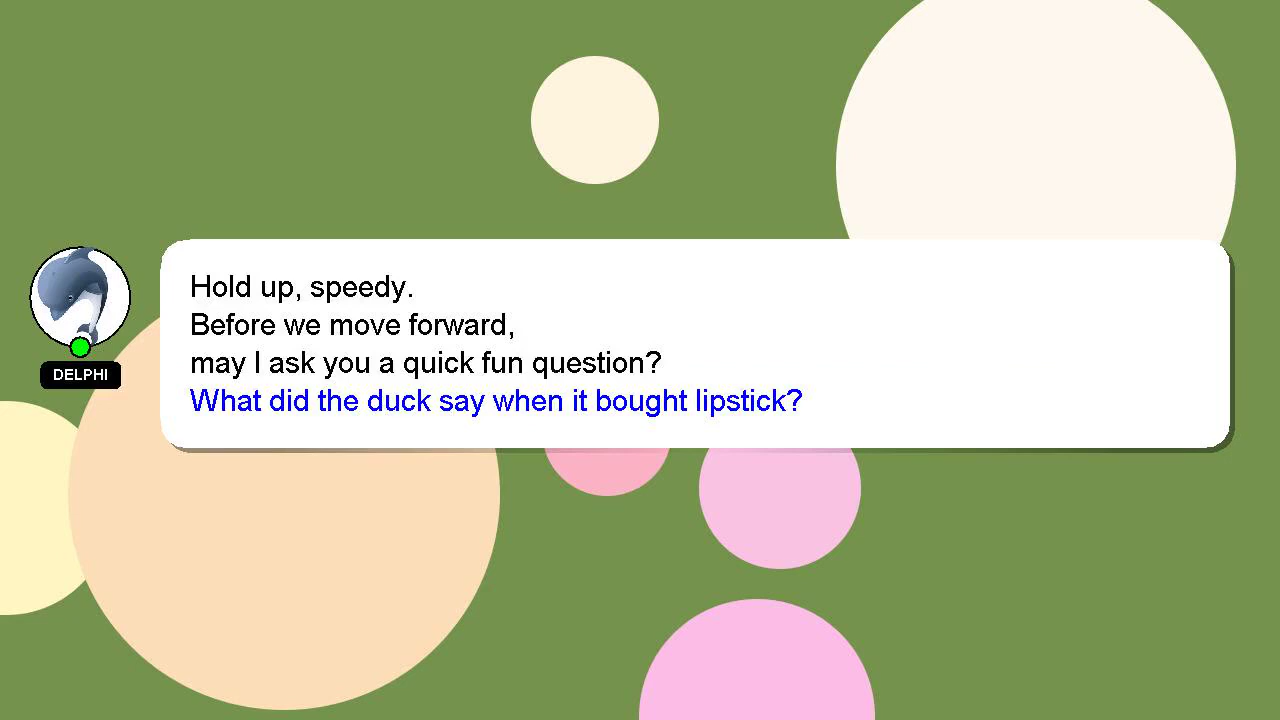 Hold up, speedy.
Before we move forward,
may I ask you a quick fun question?
What did the duck say when it bought lipstick?
DELPHI